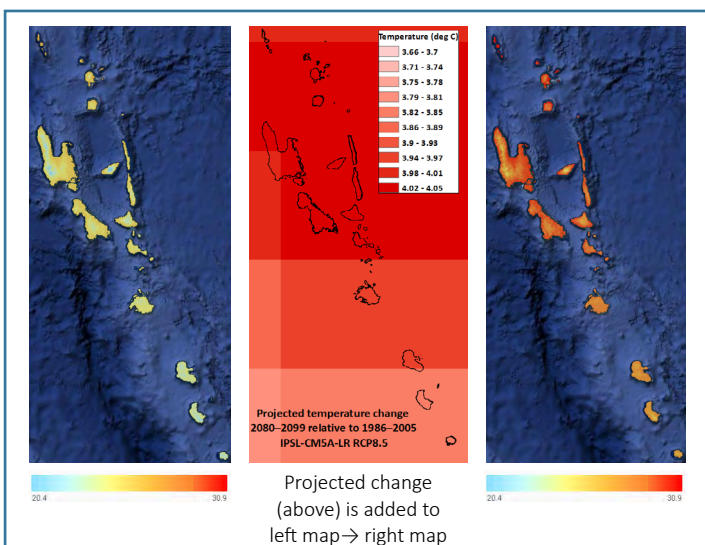 Temperature (deg C)
3.66 - 3.7
3.71 - 3.74
3.75 - 3.78
3.79 - 3.81
3.82 - 3.85
3.86 - 3.89
3.9 - 3.93
3.94 - 3.97
3.98 - 4.01
4.02 - 4.05
Projected temperature change
2080–2099 relative to 1986–2005
IPSL-CM5A-LR RCP8.5
20.4 30.9
Projected change
(above) is added to
left map→ right map
20.4 30.9